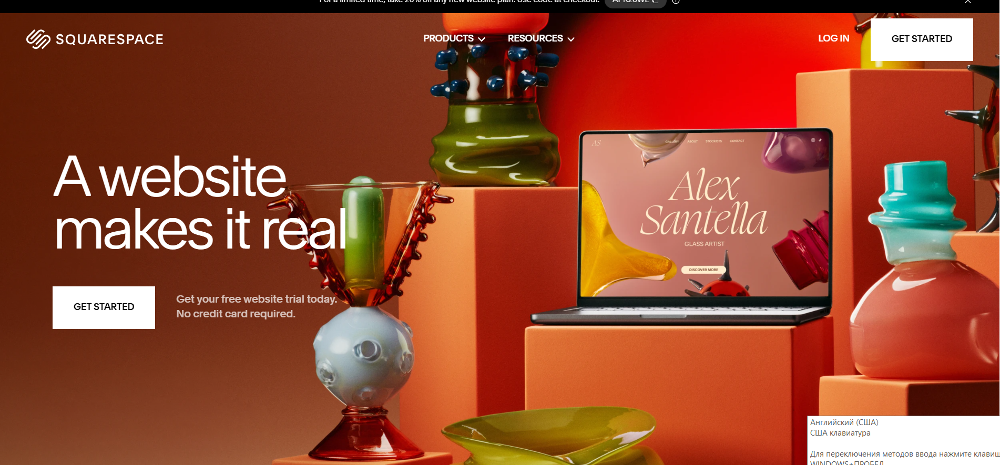 For a limited time, take 20% off any new website plan. Use code at checkout.
SQUARESPACE
PRODUCTS
RESOURCES
LOG IN
GET STARTED
A website
makes it real
GET STARTED
Get your free website trial today.
No credit card required.
AS
GALLERY ABOUT STOCKISTS CONTACT
Alex
Santella
GLASS ARTIST
DISCOVER MORE
Английский (США)
США клавиатура
Для переключения методов ввода нажмите клавиш
WINDOWS+ПРОБЕЛ